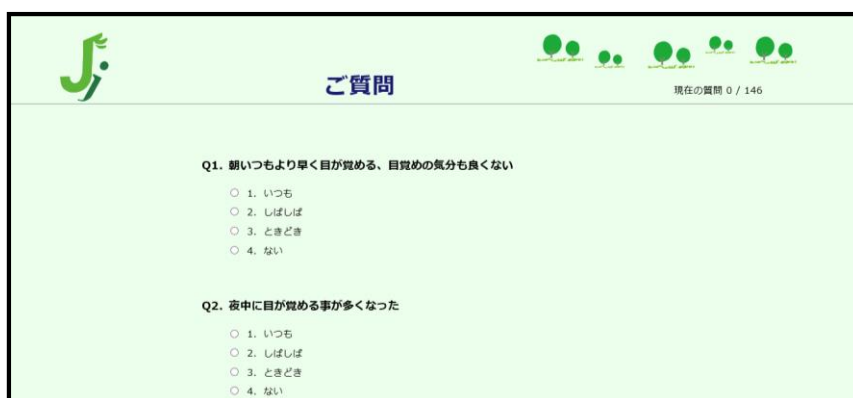 Jj
ご質問
現在の質問 0 / 146
Q1. 朝いつもより早く目が覚める、目覚めの気分も良くない
1. いつも
2. しばしば
3. ときどき
4. ない
Q2. 夜中に目が覚める事が多くなった
1. いつも
2. しばしば
3. ときどき
4. ない